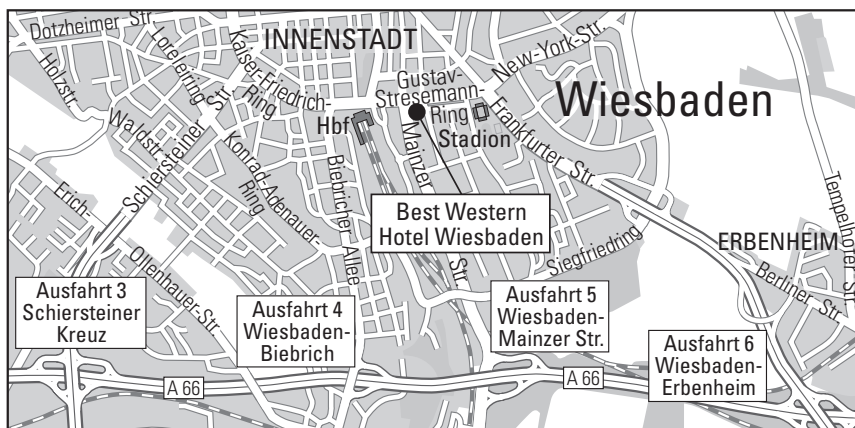 Dotzheimer Str.
Holzstr.
Loreleiring
Kaiser-Friedrich-
Ring
INNENSTADT
Gustav-
Stresemann-
Ring
New-York-Str.
Wiesbaden
Hbf
Stadion
Frankfurter Str.
Waldstr.
Schiersteiner Str.
Konrad-Adenauer-
Ring
Biebricher Allee
Mainzer Str.
Best Western
Hotel Wiesbaden
Siegfriedring
Erich-
Ollenhauer-Str.
ERBENHEIM
Tempelhofer Str.
Berliner Str.
Ausfahrt 3
Schiersteiner
Kreuz
Ausfahrt 4
Wiesbaden-
Biebrich
Ausfahrt 5
Wiesbaden-
Mainzer Str.
Ausfahrt 6
Wiesbaden-
Erbenheim
A 66
A 66